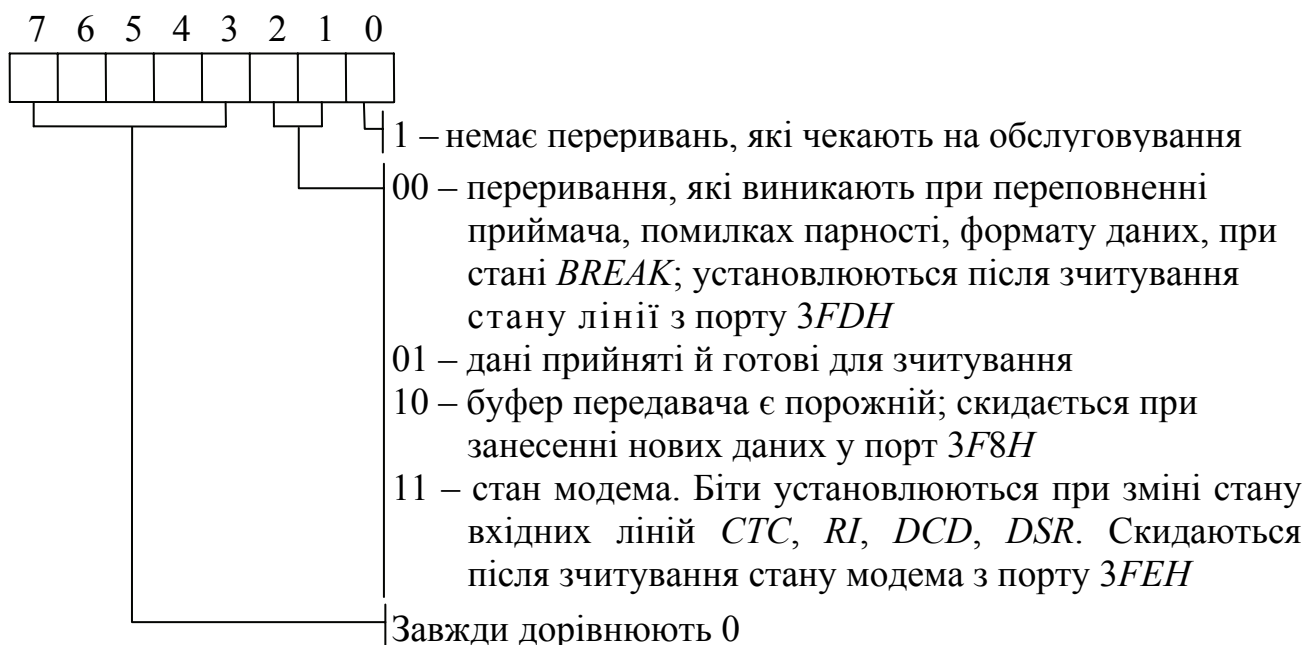 7 6 5 4 3 2 1 0
1 – немає переривань, які чекають на обслуговування
00 – переривання, які виникають при переповненні
приймача, помилках парності, формату даних, при
стані BREAK; установлюються після зчитування
стану лінії з порту 3FDH
01 – дані прийняті й готові для зчитування
10 – буфер передавача є порожній; скидається при
занесенні нових даних у порт 3F8H
11 – стан модема. Біти установлюються при зміні стану
вхідних ліній CTC, RI, DCD, DSR. Скидаються
після зчитування стану модема з порту 3FEH
Завжди дорівнюють 0